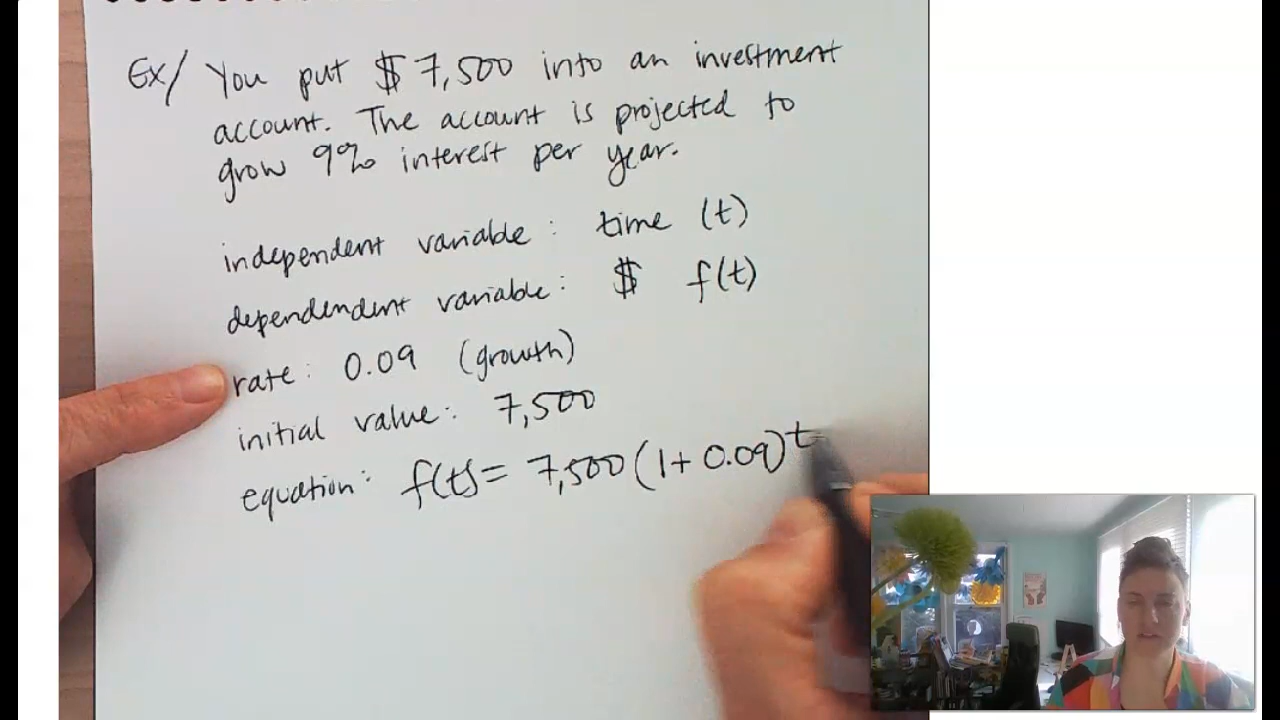 Ex/ You put $7,500 into an investment
account. The account is projected to
grow 9% interest per year.
independent variable: time (t)
dependendent variable: $ f(t)
rate: 0.09 (growth)
initial value: 7,500
equation: f(t) = 7,500 (1 + 0.09)^t